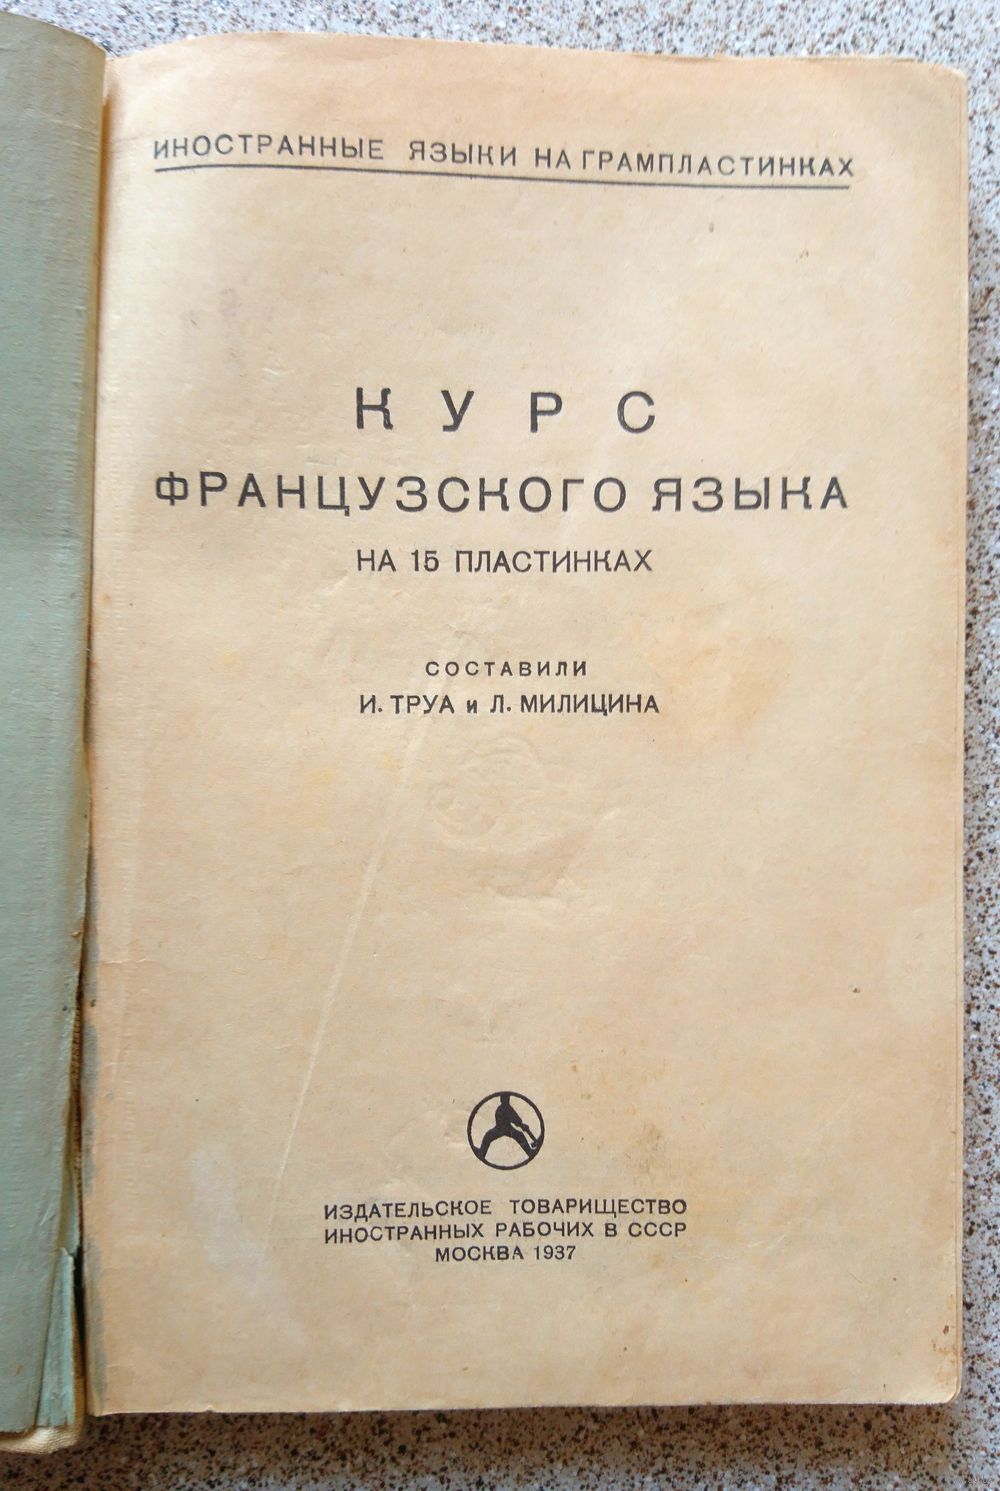 ИНОСТРАННЫЕ ЯЗЫКИ НА ГРАМПЛАСТИНКАХ
КУРС
ФРАНЦУЗСКОГО ЯЗЫКА
НА 15 ПЛАСТИНКАХ
СОСТАВИЛИ
И. ТРУА и Л. МИЛИЦИНА
ИЗДАТЕЛЬСКОЕ ТОВАРИЩЕСТВО
ИНОСТРАННЫХ РАБОЧИХ В СССР
МОСКВА 1937